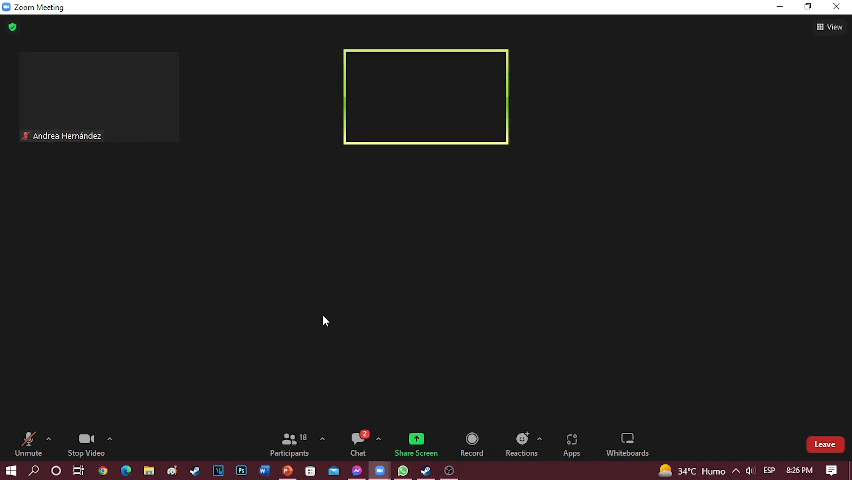 Zoom Meeting
View
Andrea Hernández
18
2
Unmute
Stop Video
Participants
Chat
Share Screen
Record
Reactions
Apps
Whiteboards
Leave
34°C Humo
ESP
8:26 PM